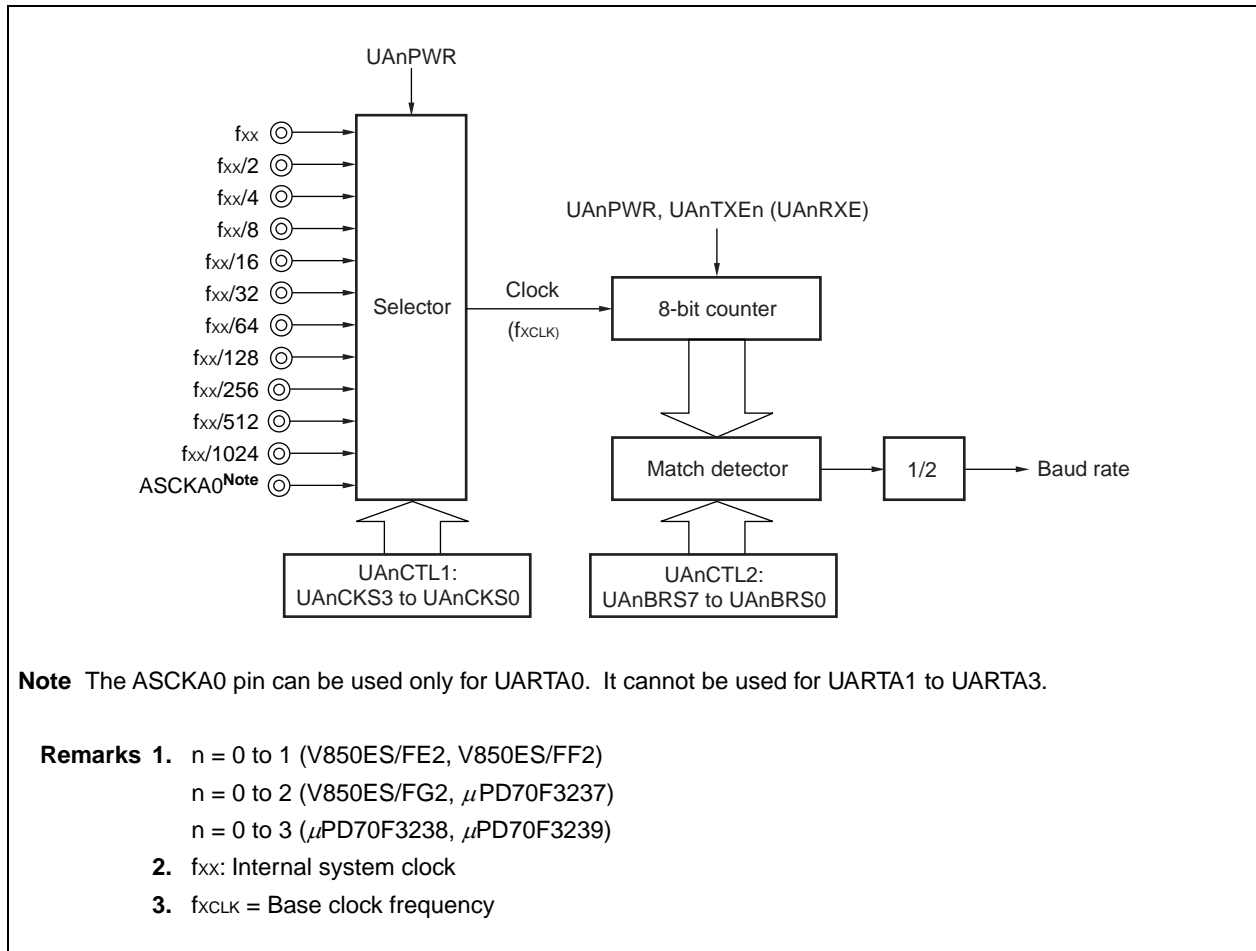 UAnPWR
fXX
fXX/2
fXX/4
fXX/8
fXX/16
fXX/32
fXX/64
fXX/128
fXX/256
fXX/512
fXX/1024
ASCKA0Note
Selector
Clock
(fXCLK)
UAnPWR, UAnTXEn (UAnRXE)
8-bit counter
Match detector
1/2
Baud rate
UAnCTL1:
UAnCKS3 to UAnCKS0
UAnCTL2:
UAnBRS7 to UAnBRS0
Note The ASCKA0 pin can be used only for UARTA0. It cannot be used for UARTA1 to UARTA3.
Remarks 1. n = 0 to 1 (V850ES/FE2, V850ES/FF2)
n = 0 to 2 (V850ES/FG2, μPD70F3237)
n = 0 to 3 (μPD70F3238, μPD70F3239)
2. fXX: Internal system clock
3. fXCLK = Base clock frequency